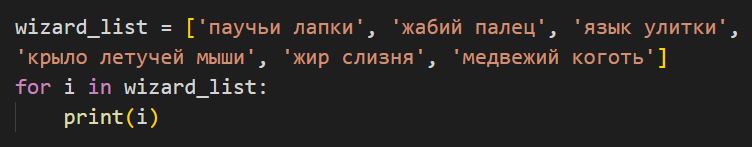 wizard_list = ['паучьи лапки', 'жабий палец', 'язык улитки',
'крыло летучей мыши', 'жир слизня', 'медвежий коготь']
for i in wizard_list:
    print(i)